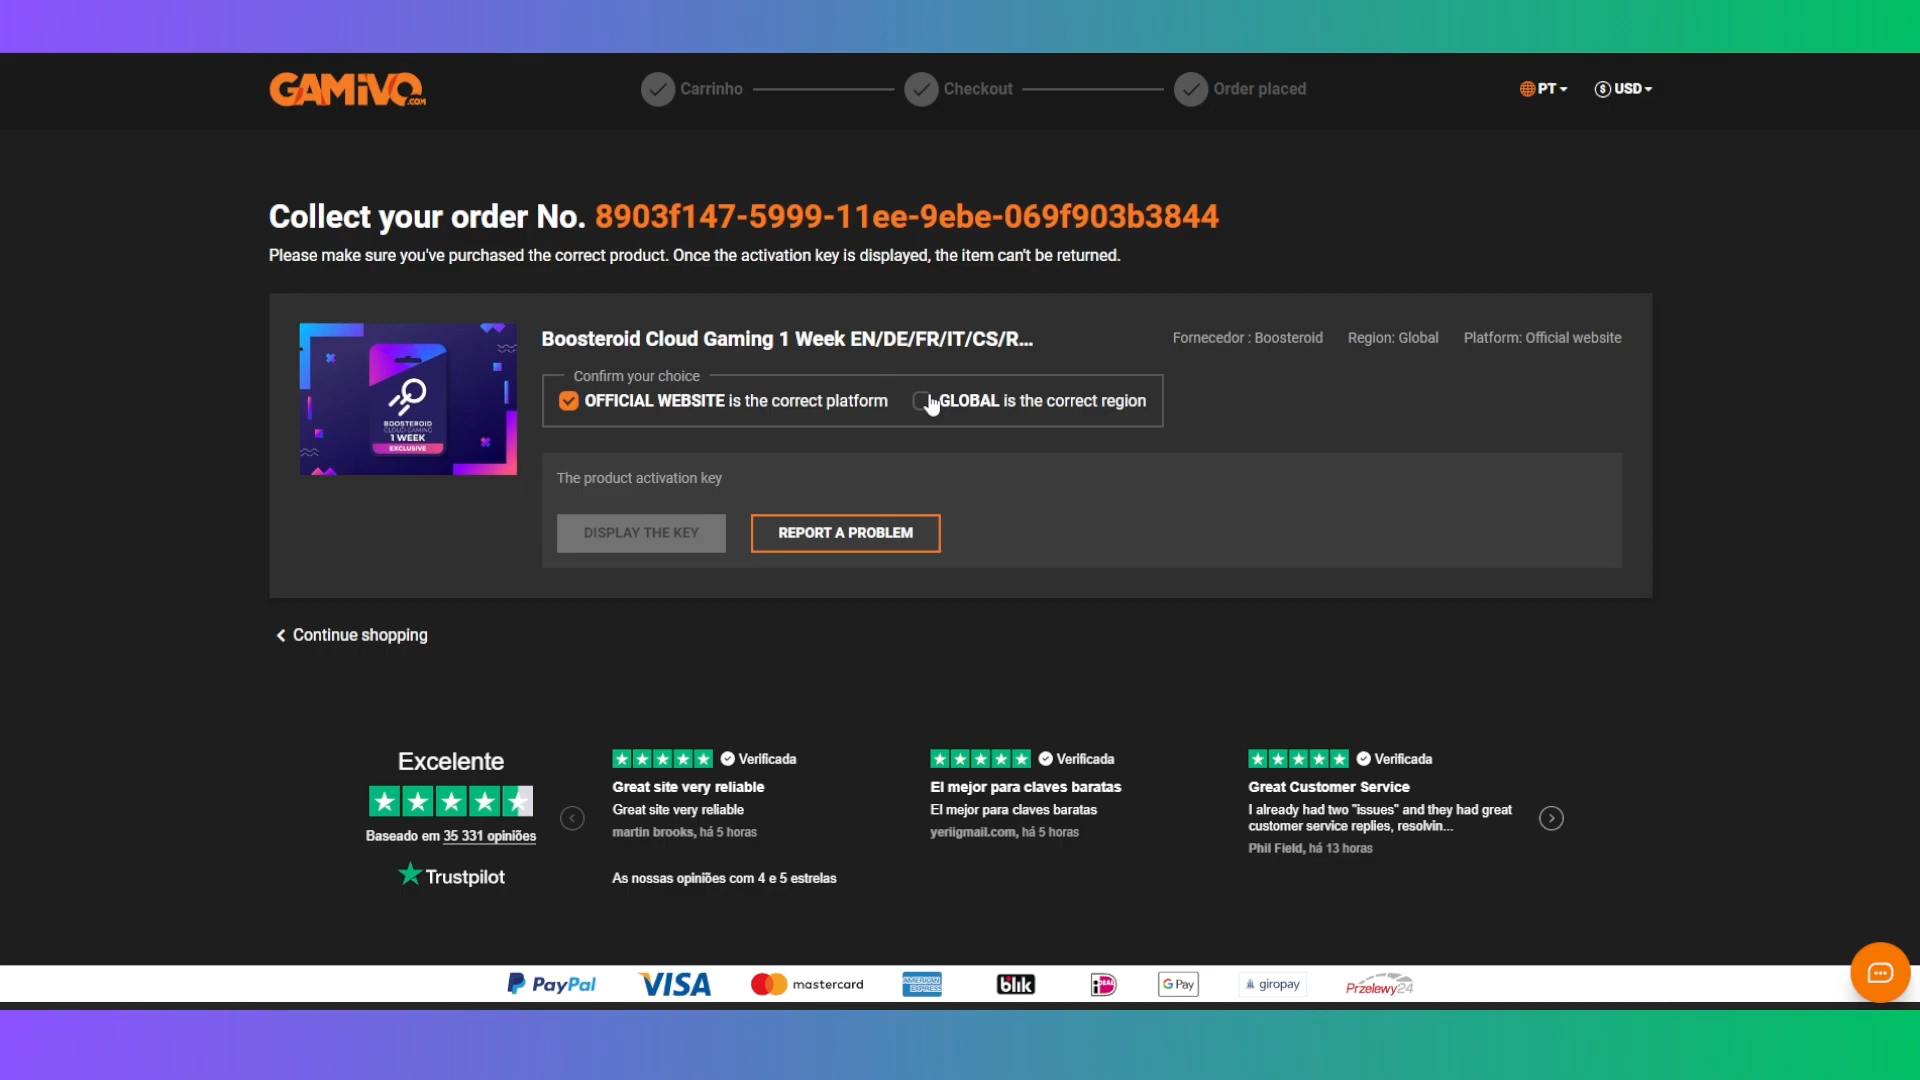 GAMIVO.COM
Carrinho
Checkout
Order placed
PT
USD
Collect your order No. 8903f147-5999-11ee-9ebe-069f903b3844
Please make sure you've purchased the correct product. Once the activation key is displayed, the item can't be returned.
BOOSTEROID
CLOUD GAMING
1 WEEK
EXCLUSIVE
Boosteroid Cloud Gaming 1 Week EN/DE/FR/IT/CS/R...
Fornecedor : Boosteroid
Region: Global
Platform: Official website
Confirm your choice
OFFICIAL WEBSITE is the correct platform
GLOBAL is the correct region
The product activation key
DISPLAY THE KEY
REPORT A PROBLEM
Continue shopping
Excelente
Baseado em 35 331 opiniões
Trustpilot
Verificada
Great site very reliable
Great site very reliable
martin brooks, há 5 horas
Verificada
El mejor para claves baratas
El mejor para claves baratas
yeriigmail.com, há 5 horas
Verificada
Great Customer Service
I already had two "issues" and they had great
customer service replies, resolvin...
Phil Field, há 13 horas
As nossas opiniões com 4 e 5 estrelas
PayPal
VISA
mastercard
AMERICAN EXPRESS
blik
iDEAL
G Pay
giropay
Przelewy24